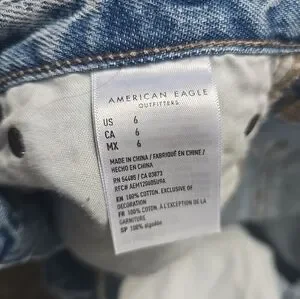 AMERICAN EAGLE
OUTFITTERS
US 6
CA 6
MX 6
MADE IN CHINA / FABRIQUÉ EN CHINE /
HECHO EN CHINA
RN 54485 / CA 03873
EN 100% COTTON. EXCLUSIVE OF
DECORATION
FR 100% COTON. À L'EXCEPTION DE LA
GARNITURE
SP 100% algodón